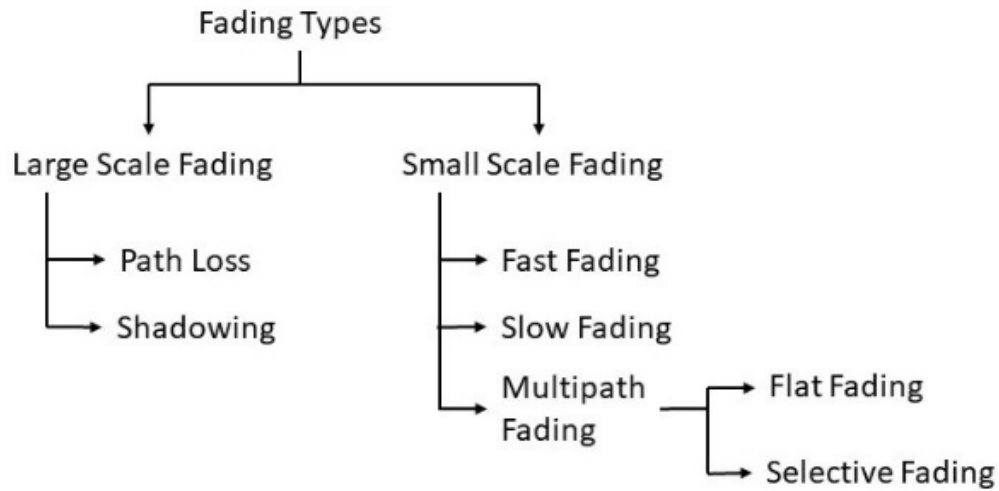 Fading Types
Large Scale Fading
Small Scale Fading
Path Loss
Fast Fading
Shadowing
Slow Fading
Multipath
Fading
Flat Fading
Selective Fading